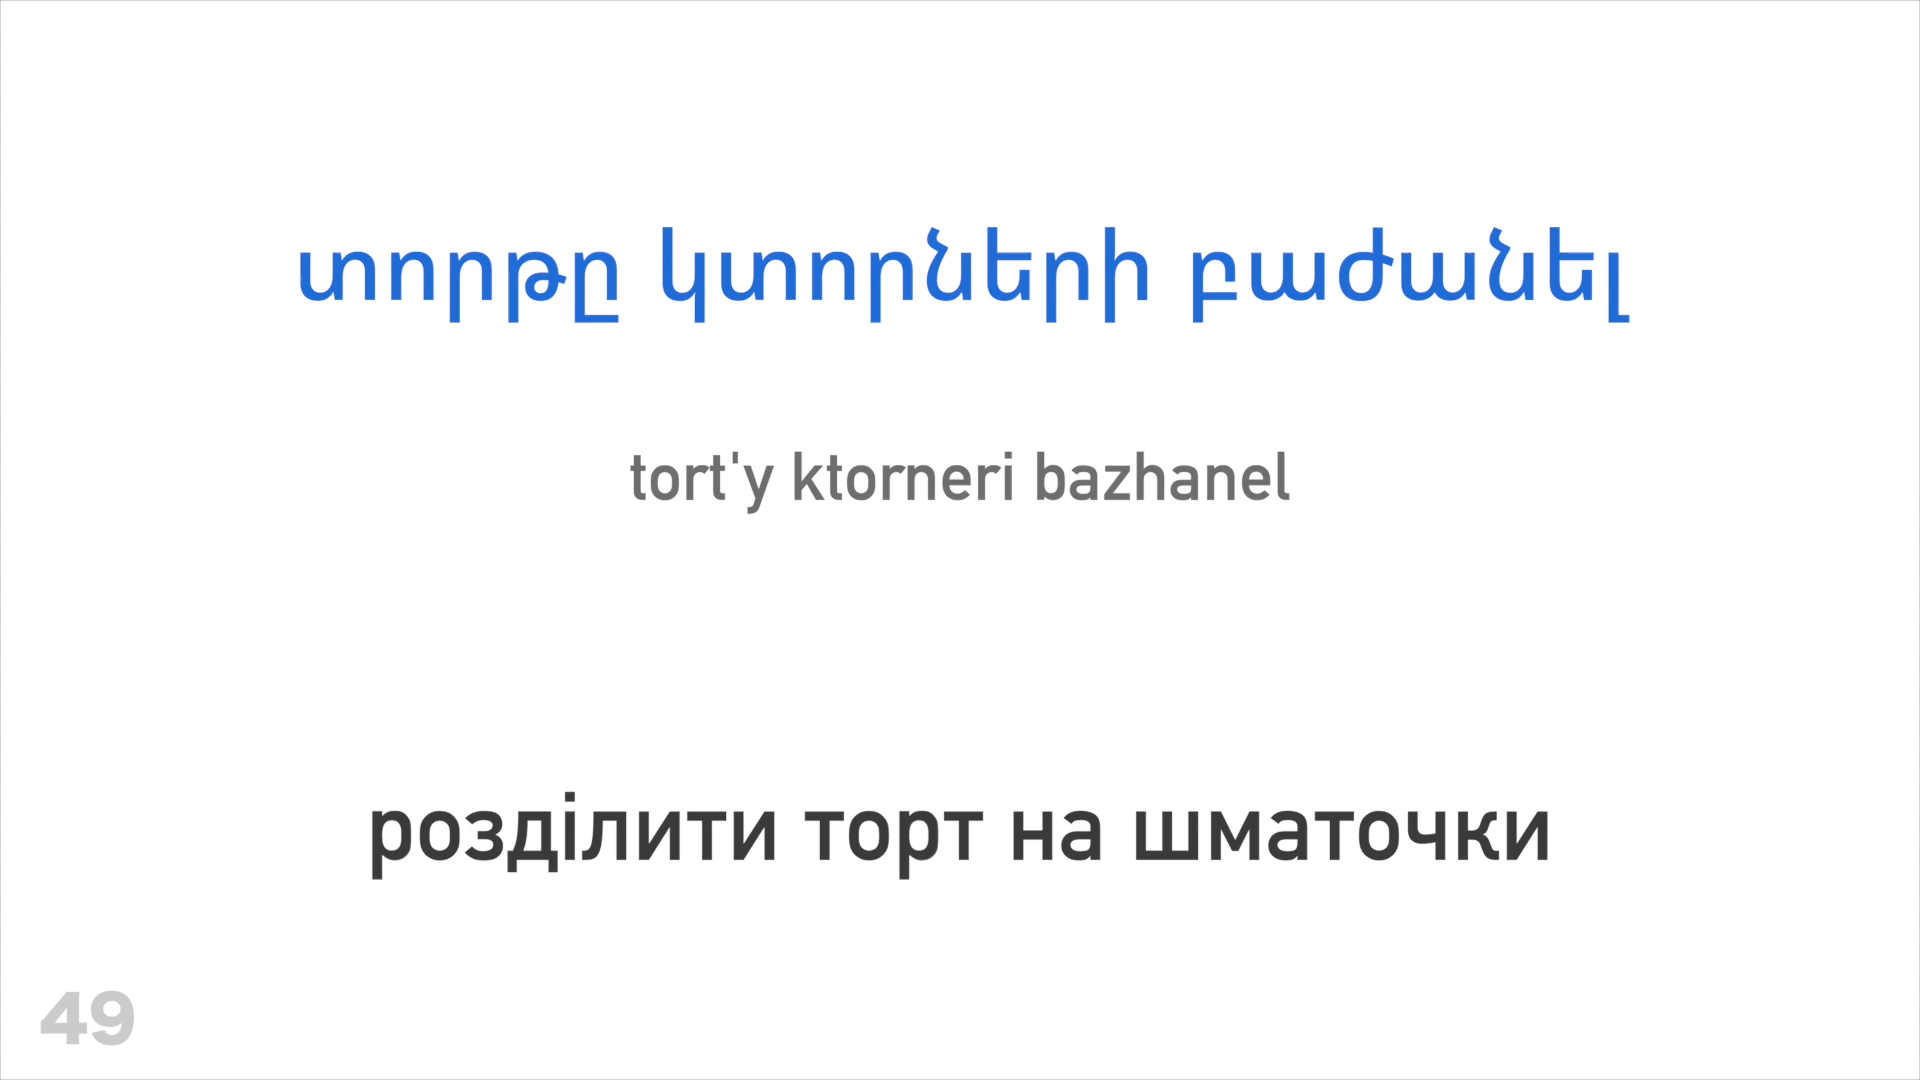 տորթը կտորների բաժանել
tort'y ktorneri bazhanel
розділити торт на шматочки
49